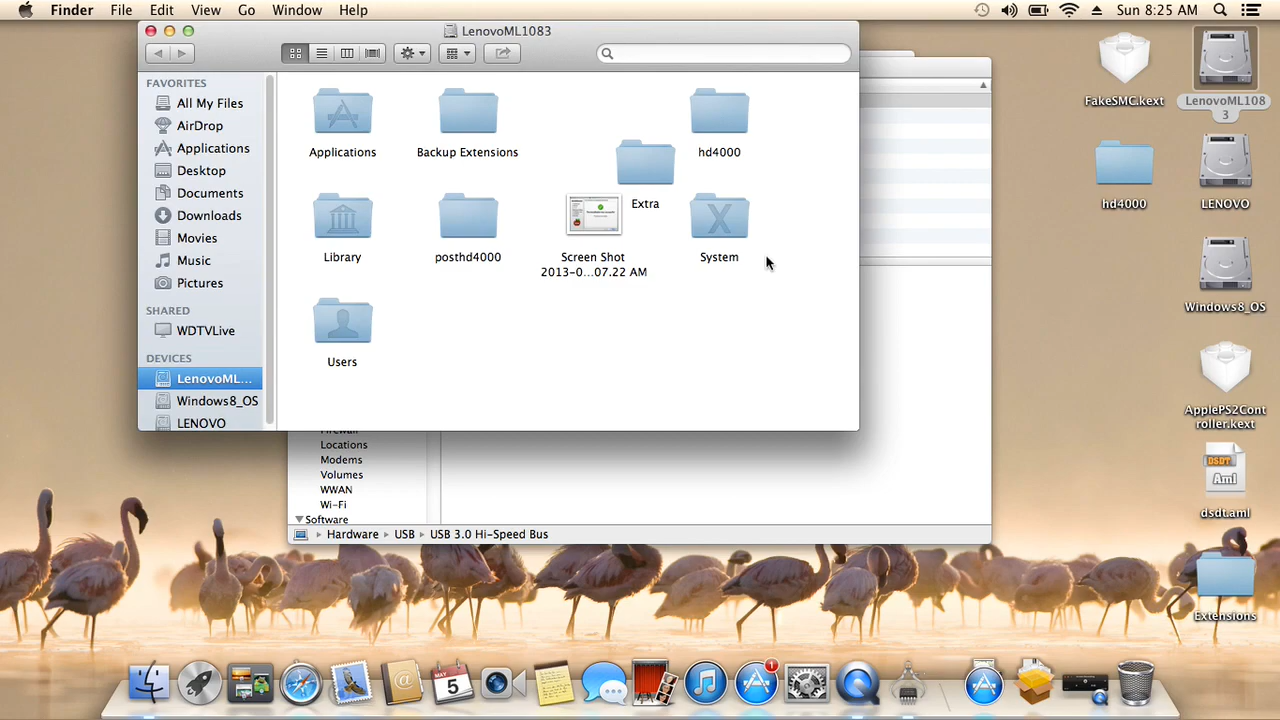 Finder File Edit View Go Window Help
Sun 8:25 AM
LenovoML1083
FAVORITES
All My Files
AirDrop
Applications
Desktop
Documents
Downloads
Movies
Music
Pictures
SHARED
WDTVLive
DEVICES
LenovoML...
Windows8_OS
LENOVO
Applications
Backup Extensions
hd4000
Extra
Library
posthd4000
Screen Shot
2013-0...07.22 AM
System
Users
Locations
Modems
Volumes
WWAN
Wi-Fi
Software
Hardware USB USB 3.0 Hi-Speed Bus
FakeSMC.kext
LenovoML108
3
hd4000
LENOVO
Windows8_OS
ApplePS2Cont
roller.kext
DSDT
Aml
dsdt.aml
Extensions
MAY
5
1